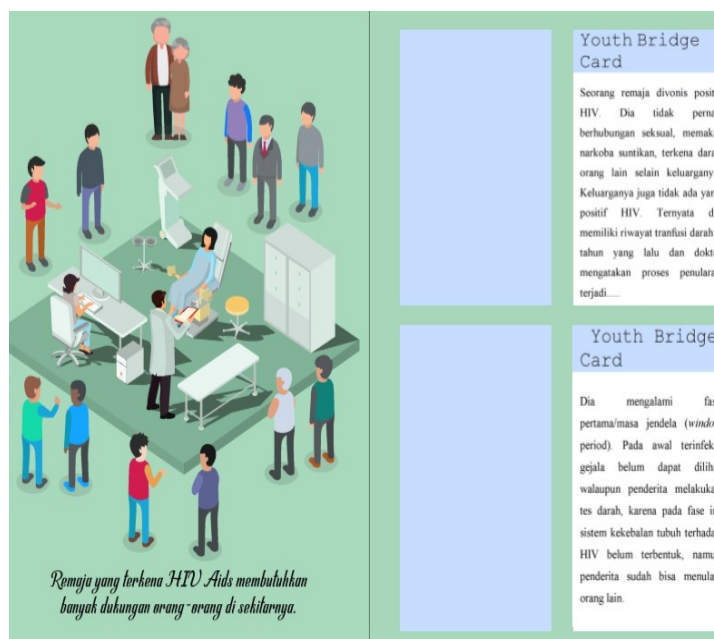 Remaja yang terkena HIV Aids membutuhkan
banyak dukungan orang-orang di sekitarnya.
Youth Bridge
Card
Seorang remaja divonis posit
HIV. Dia tidak perna
berhubungan seksual, memaka
narkoba suntikan, terkena dara
orang lain selain keluargany
Keluarganya juga tidak ada yan
positif HIV. Ternyata d
memiliki riwayat tranfusi darah
tahun yang lalu dan dokte
mengatakan proses penulara
terjadi.....
Youth Bridge
Card
Dia mengalami fas
pertama/masa jendela (windo
period). Pada awal terinfek
gejala belum dapat diliha
walaupun penderita melakuka
tes darah, karena pada fase in
sistem kekebalan tubuh terhada
HIV belum terbentuk, namu
penderita sudah bisa menula
orang lain.